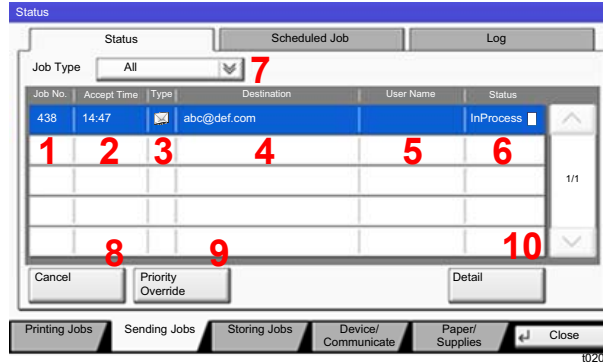 Status
Status Scheduled Job Log
Job Type All 7
Job No. Accept Time Type Destination User Name Status
438 14:47 abc@def.com InProcess
1 2 3 4 5 6
1/1
8 9 10
Cancel Priority Override Detail
Printing Jobs Sending Jobs Storing Jobs Device/ Communicate Paper/ Supplies Close
t020